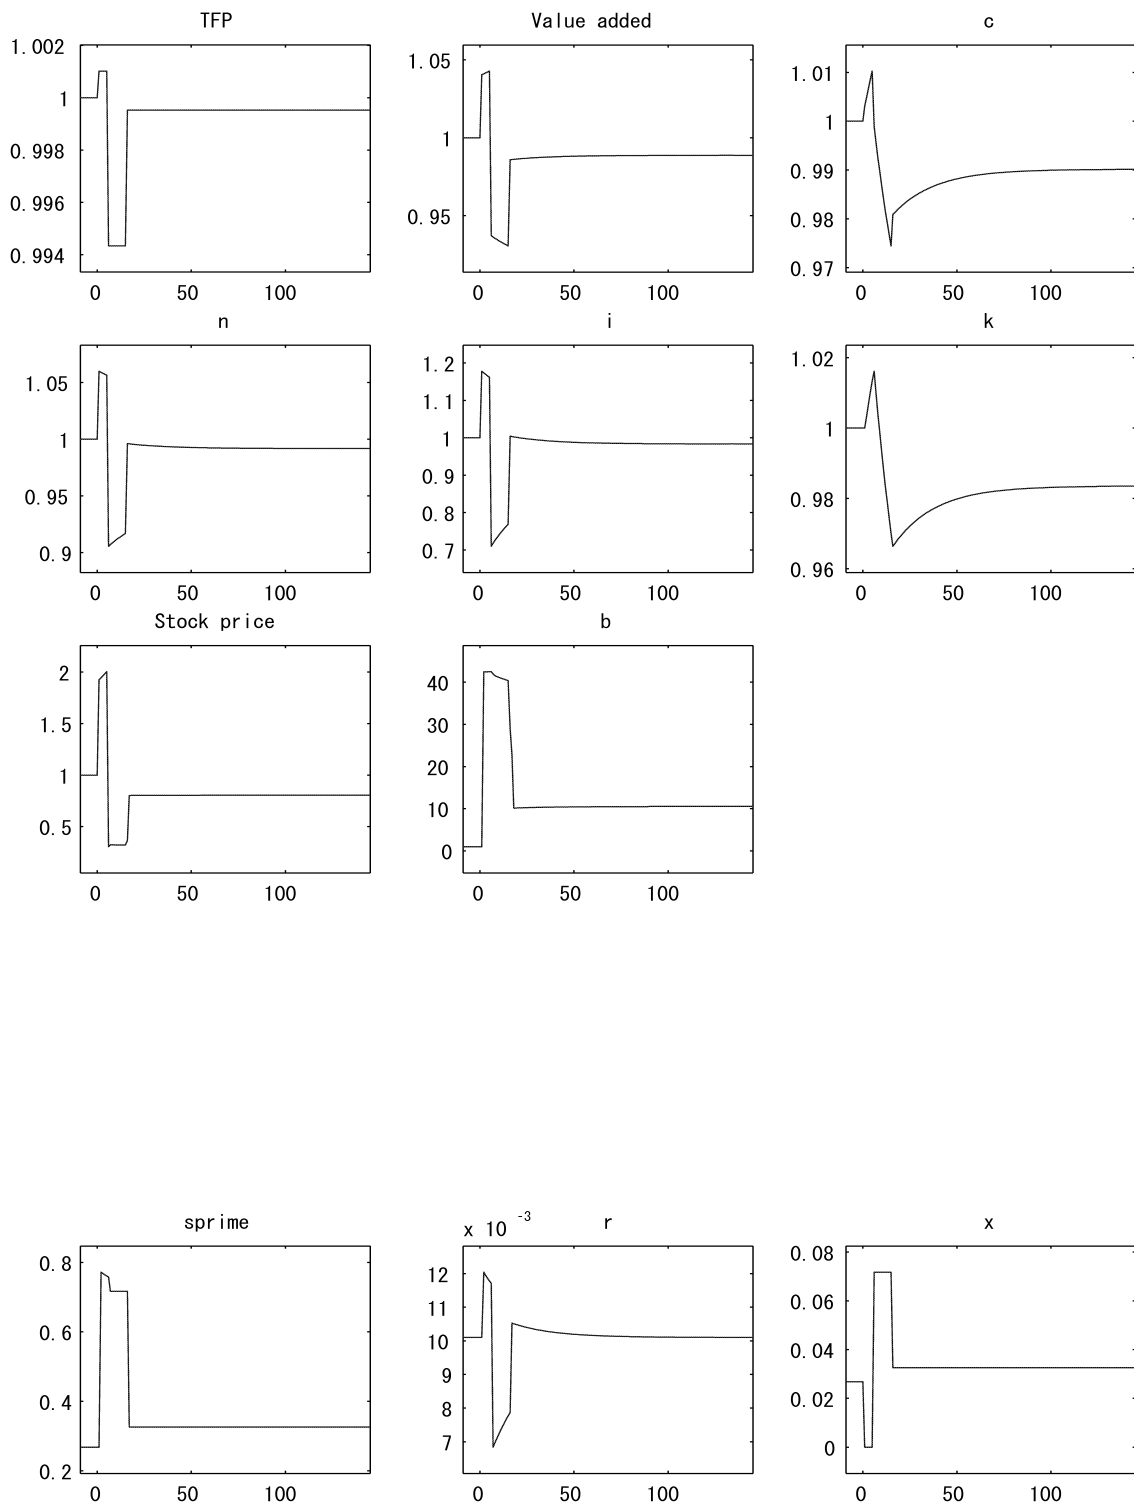 TFP
Value added
c
1.002
1
0.998
0.996
0.994
0 50 100
1.05
1
0.95
0 50 100
1.01
1
0.99
0.98
0.97
0 50 100
n
i
k
1.05
1
0.95
0.9
0 50 100
1.2
1.1
1
0.9
0.8
0.7
0 50 100
1.02
1
0.98
0.96
0 50 100
Stock price
b
2
1.5
1
0.5
0 50 100
40
30
20
10
0
0 50 100
sprime
x 10 -3
r
x
0.8
0.6
0.4
0.2
0 50 100
12
11
10
9
8
7
0 50 100
0.08
0.06
0.04
0.02
0
0 50 100